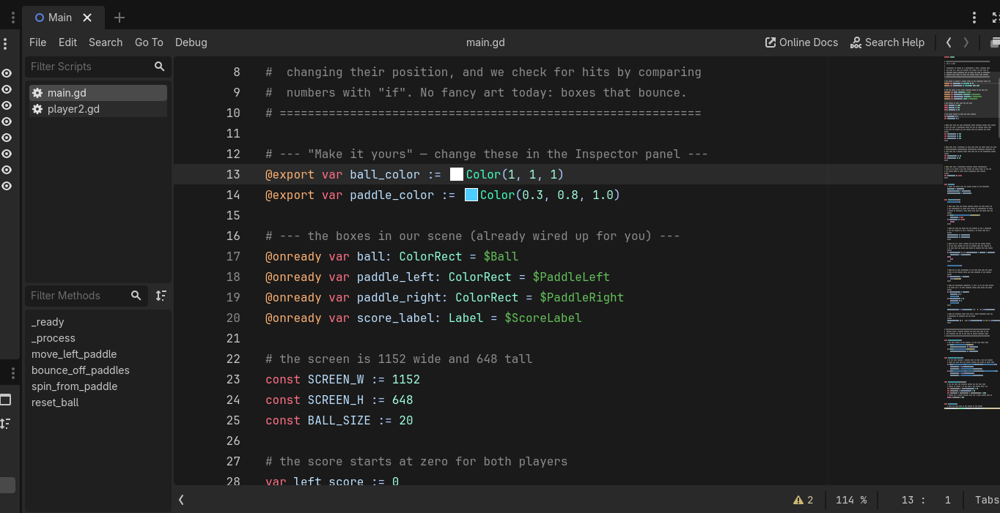 Main
File Edit Search Go To Debug main.gd Online Docs Search Help
Filter Scripts
main.gd
player2.gd
Filter Methods
_ready
_process
move_left_paddle
bounce_off_paddles
spin_from_paddle
reset_ball
8 #  changing their position, and we check for hits by comparing
9 #  numbers with "if". No fancy art today: boxes that bounce.
10 # ============================================================
11
12 # --- "Make it yours" — change these in the Inspector panel ---
13 @export var ball_color := Color(1, 1, 1)
14 @export var paddle_color := Color(0.3, 0.8, 1.0)
15
16 # --- the boxes in our scene (already wired up for you) ---
17 @onready var ball: ColorRect = $Ball
18 @onready var paddle_left: ColorRect = $PaddleLeft
19 @onready var paddle_right: ColorRect = $PaddleRight
20 @onready var score_label: Label = $ScoreLabel
21
22 # the screen is 1152 wide and 648 tall
23 const SCREEN_W := 1152
24 const SCREEN_H := 648
25 const BALL_SIZE := 20
26
27 # the score starts at zero for both players
28 var left_score := 0
2 114 % 13 : 1 Tabs